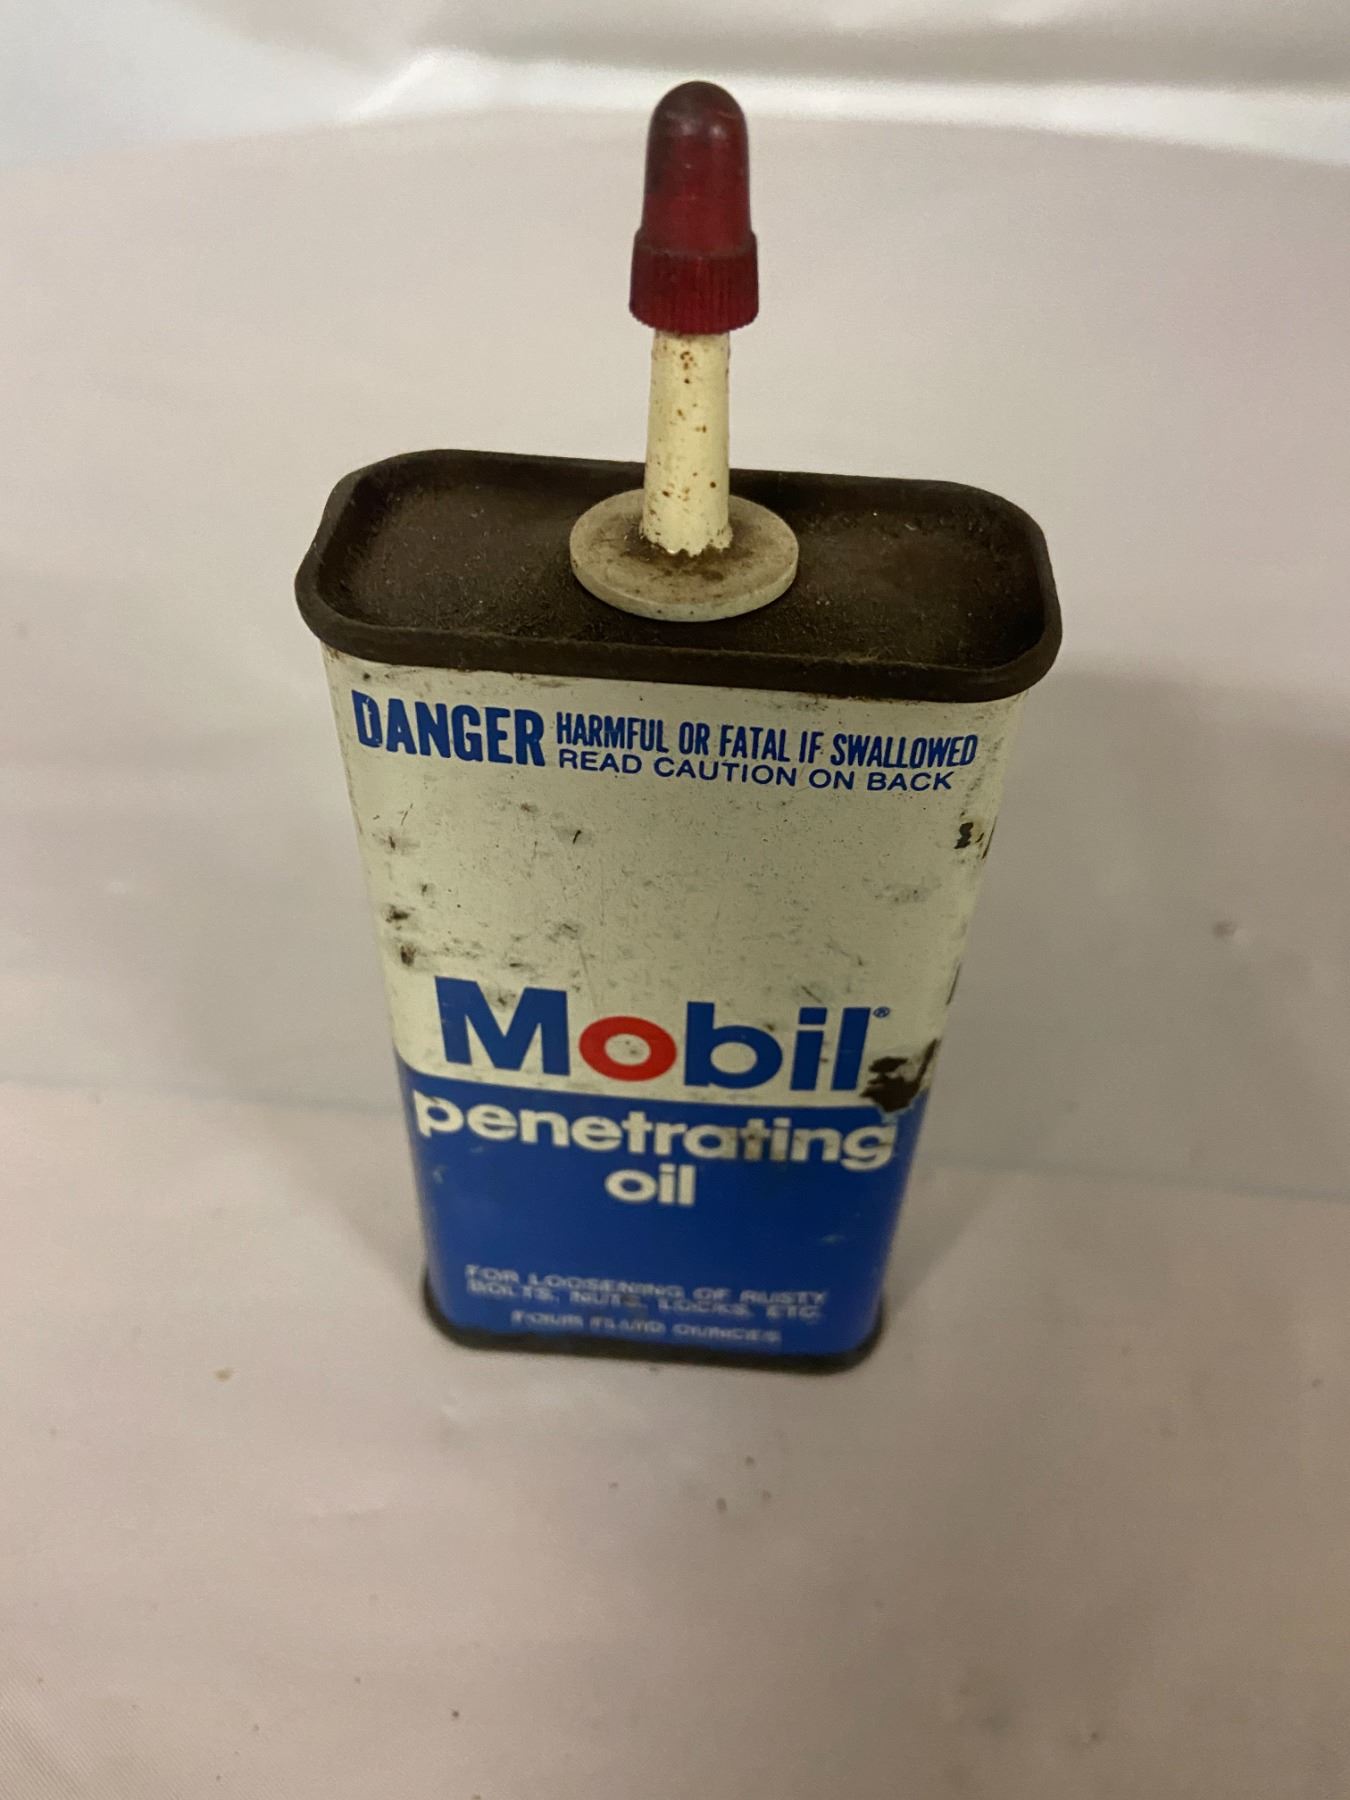 DANGER HARMFUL OR FATAL IF SWALLOWED
READ CAUTION ON BACK
Mobil®
penetrating
oil
FOR LOOSENING OF RUSTY
BOLTS, NUTS, LOCKS, ETC.
FOUR FLUID OUNCES